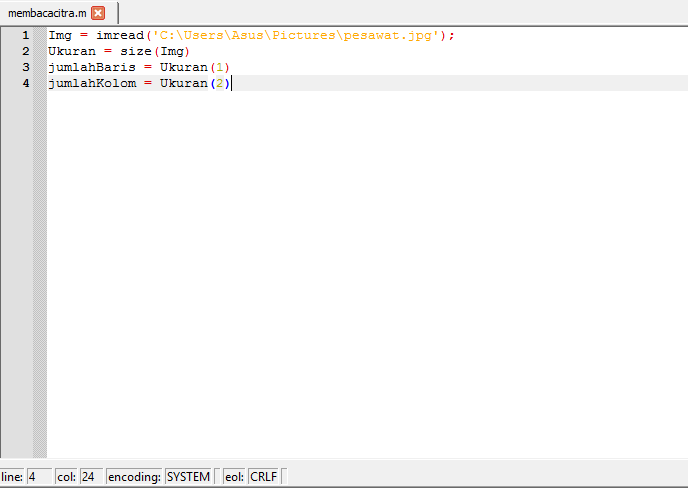 membacacitra.m
1 Img = imread('C:\Users\Asus\Pictures\pesawat.jpg');
2 Ukuran = size(Img)
3 jumlahBaris = Ukuran(1)
4 jumlahKolom = Ukuran(2)
line: 4 col: 24 encoding: SYSTEM eol: CRLF